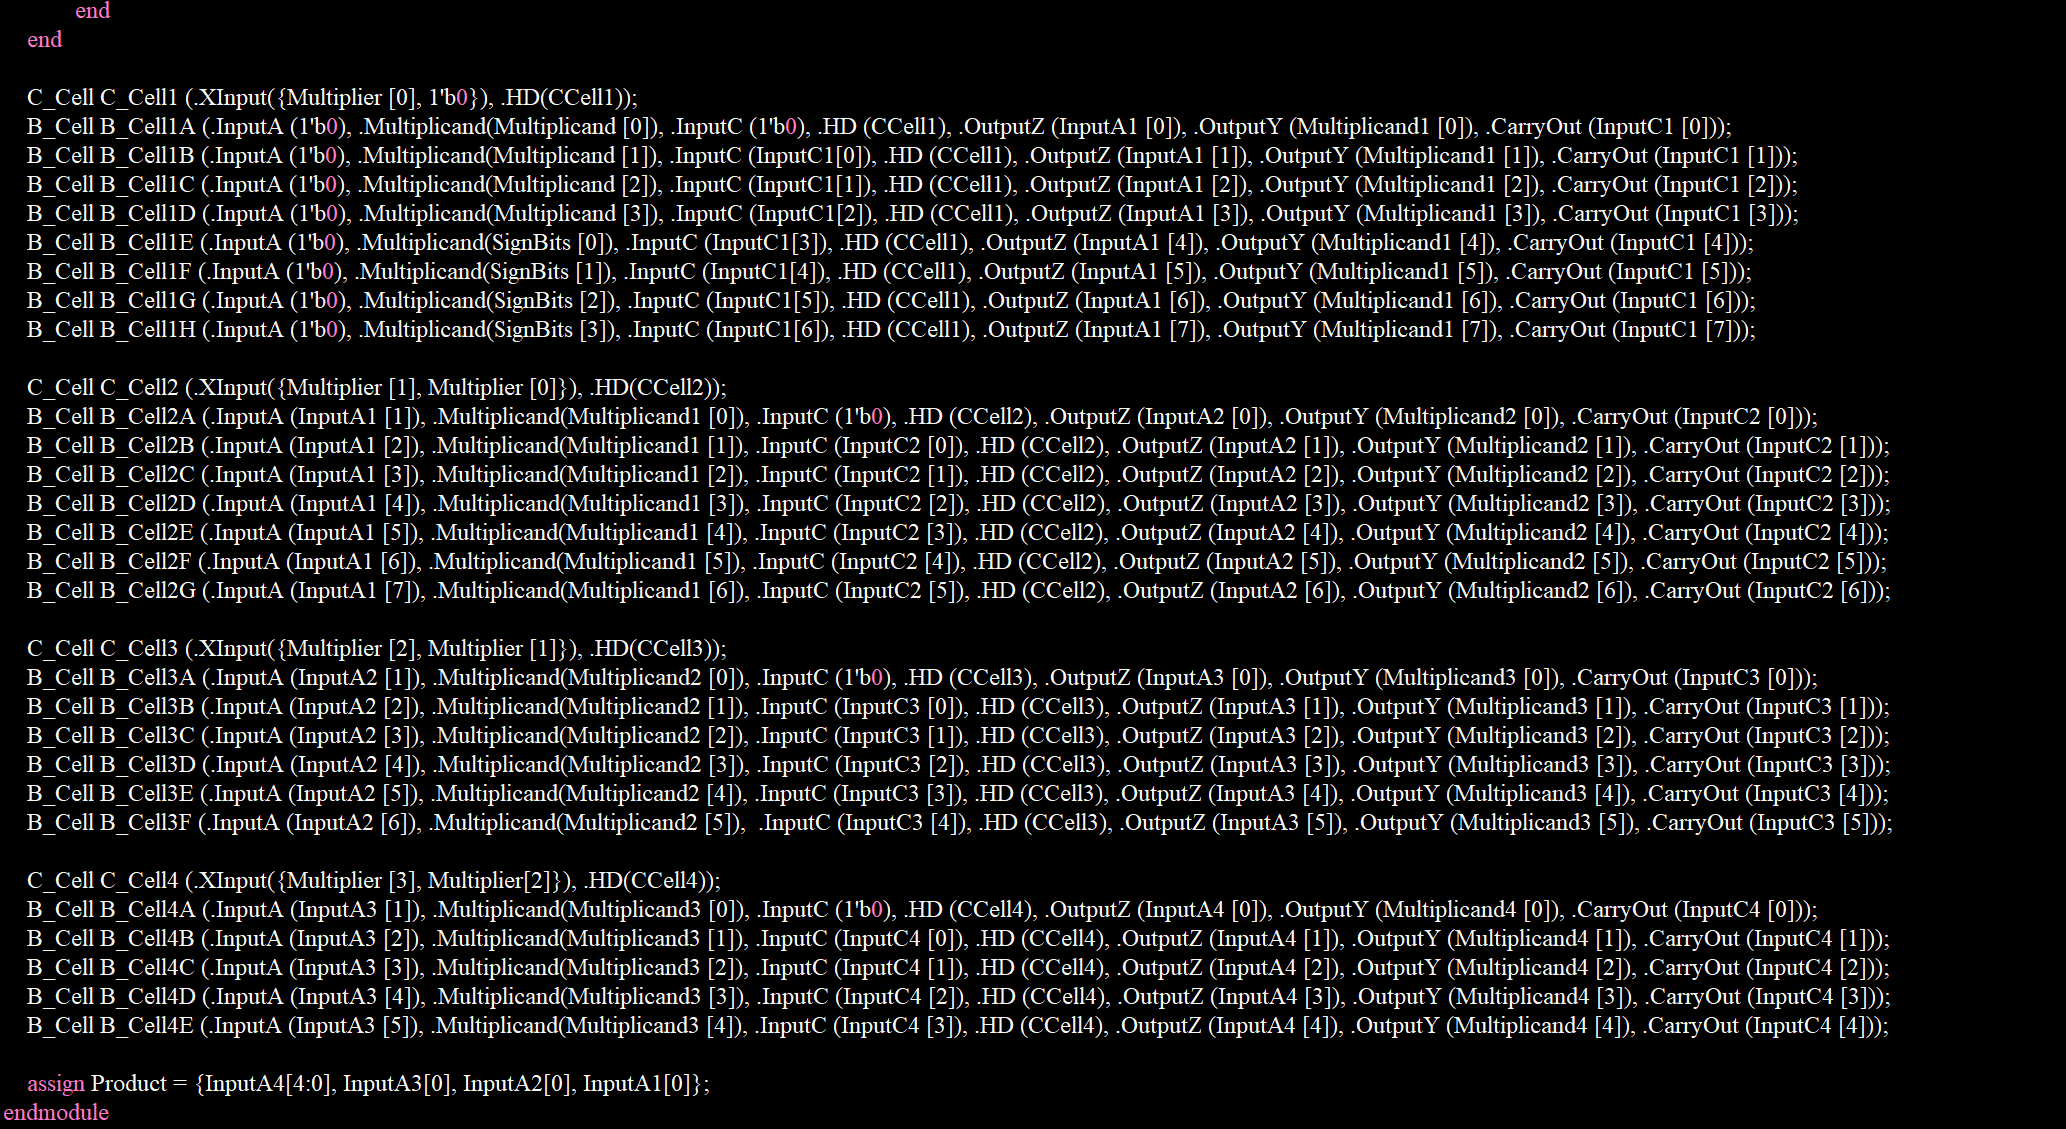 end
end
C_Cell C_Cell1 (.XInput({Multiplier [0], 1'b0}), .HD(CCell1));
B_Cell B_Cell1A (.InputA (1'b0), .Multiplicand(Multiplicand [0]), .InputC (1'b0), .HD (CCell1), .OutputZ (InputA1 [0]), .OutputY (Multiplicand1 [0]), .CarryOut (InputC1 [0]));
B_Cell B_Cell1B (.InputA (1'b0), .Multiplicand(Multiplicand [1]), .InputC (InputC1[0]), .HD (CCell1), .OutputZ (InputA1 [1]), .OutputY (Multiplicand1 [1]), .CarryOut (InputC1 [1]));
B_Cell B_Cell1C (.InputA (1'b0), .Multiplicand(Multiplicand [2]), .InputC (InputC1[1]), .HD (CCell1), .OutputZ (InputA1 [2]), .OutputY (Multiplicand1 [2]), .CarryOut (InputC1 [2]));
B_Cell B_Cell1D (.InputA (1'b0), .Multiplicand(Multiplicand [3]), .InputC (InputC1[2]), .HD (CCell1), .OutputZ (InputA1 [3]), .OutputY (Multiplicand1 [3]), .CarryOut (InputC1 [3]));
B_Cell B_Cell1E (.InputA (1'b0), .Multiplicand(SignBits [0]), .InputC (InputC1[3]), .HD (CCell1), .OutputZ (InputA1 [4]), .OutputY (Multiplicand1 [4]), .CarryOut (InputC1 [4]));
B_Cell B_Cell1F (.InputA (1'b0), .Multiplicand(SignBits [1]), .InputC (InputC1[4]), .HD (CCell1), .OutputZ (InputA1 [5]), .OutputY (Multiplicand1 [5]), .CarryOut (InputC1 [5]));
B_Cell B_Cell1G (.InputA (1'b0), .Multiplicand(SignBits [2]), .InputC (InputC1[5]), .HD (CCell1), .OutputZ (InputA1 [6]), .OutputY (Multiplicand1 [6]), .CarryOut (InputC1 [6]));
B_Cell B_Cell1H (.InputA (1'b0), .Multiplicand(SignBits [3]), .InputC (InputC1[6]), .HD (CCell1), .OutputZ (InputA1 [7]), .OutputY (Multiplicand1 [7]), .CarryOut (InputC1 [7]));
C_Cell C_Cell2 (.XInput({Multiplier [1], Multiplier [0]}), .HD(CCell2));
B_Cell B_Cell2A (.InputA (InputA1 [1]), .Multiplicand(Multiplicand1 [0]), .InputC (1'b0), .HD (CCell2), .OutputZ (InputA2 [0]), .OutputY (Multiplicand2 [0]), .CarryOut (InputC2 [0]));
B_Cell B_Cell2B (.InputA (InputA1 [2]), .Multiplicand(Multiplicand1 [1]), .InputC (InputC2 [0]), .HD (CCell2), .OutputZ (InputA2 [1]), .OutputY (Multiplicand2 [1]), .CarryOut (InputC2 [1]));
B_Cell B_Cell2C (.InputA (InputA1 [3]), .Multiplicand(Multiplicand1 [2]), .InputC (InputC2 [1]), .HD (CCell2), .OutputZ (InputA2 [2]), .OutputY (Multiplicand2 [2]), .CarryOut (InputC2 [2]));
B_Cell B_Cell2D (.InputA (InputA1 [4]), .Multiplicand(Multiplicand1 [3]), .InputC (InputC2 [2]), .HD (CCell2), .OutputZ (InputA2 [3]), .OutputY (Multiplicand2 [3]), .CarryOut (InputC2 [3]));
B_Cell B_Cell2E (.InputA (InputA1 [5]), .Multiplicand(Multiplicand1 [4]), .InputC (InputC2 [3]), .HD (CCell2), .OutputZ (InputA2 [4]), .OutputY (Multiplicand2 [4]), .CarryOut (InputC2 [4]));
B_Cell B_Cell2F (.InputA (InputA1 [6]), .Multiplicand(Multiplicand1 [5]), .InputC (InputC2 [4]), .HD (CCell2), .OutputZ (InputA2 [5]), .OutputY (Multiplicand2 [5]), .CarryOut (InputC2 [5]));
B_Cell B_Cell2G (.InputA (InputA1 [7]), .Multiplicand(Multiplicand1 [6]), .InputC (InputC2 [5]), .HD (CCell2), .OutputZ (InputA2 [6]), .OutputY (Multiplicand2 [6]), .CarryOut (InputC2 [6]));
C_Cell C_Cell3 (.XInput({Multiplier [2], Multiplier [1]}), .HD(CCell3));
B_Cell B_Cell3A (.InputA (InputA2 [1]), .Multiplicand(Multiplicand2 [0]), .InputC (1'b0), .HD (CCell3), .OutputZ (InputA3 [0]), .OutputY (Multiplicand3 [0]), .CarryOut (InputC3 [0]));
B_Cell B_Cell3B (.InputA (InputA2 [2]), .Multiplicand(Multiplicand2 [1]), .InputC (InputC3 [0]), .HD (CCell3), .OutputZ (InputA3 [1]), .OutputY (Multiplicand3 [1]), .CarryOut (InputC3 [1]));
B_Cell B_Cell3C (.InputA (InputA2 [3]), .Multiplicand(Multiplicand2 [2]), .InputC (InputC3 [1]), .HD (CCell3), .OutputZ (InputA3 [2]), .OutputY (Multiplicand3 [2]), .CarryOut (InputC3 [2]));
B_Cell B_Cell3D (.InputA (InputA2 [4]), .Multiplicand(Multiplicand2 [3]), .InputC (InputC3 [2]), .HD (CCell3), .OutputZ (InputA3 [3]), .OutputY (Multiplicand3 [3]), .CarryOut (InputC3 [3]));
B_Cell B_Cell3E (.InputA (InputA2 [5]), .Multiplicand(Multiplicand2 [4]), .InputC (InputC3 [3]), .HD (CCell3), .OutputZ (InputA3 [4]), .OutputY (Multiplicand3 [4]), .CarryOut (InputC3 [4]));
B_Cell B_Cell3F (.InputA (InputA2 [6]), .Multiplicand(Multiplicand2 [5]),  .InputC (InputC3 [4]), .HD (CCell3), .OutputZ (InputA3 [5]), .OutputY (Multiplicand3 [5]), .CarryOut (InputC3 [5]));
C_Cell C_Cell4 (.XInput({Multiplier [3], Multiplier[2]}), .HD(CCell4));
B_Cell B_Cell4A (.InputA (InputA3 [1]), .Multiplicand(Multiplicand3 [0]), .InputC (1'b0), .HD (CCell4), .OutputZ (InputA4 [0]), .OutputY (Multiplicand4 [0]), .CarryOut (InputC4 [0]));
B_Cell B_Cell4B (.InputA (InputA3 [2]), .Multiplicand(Multiplicand3 [1]), .InputC (InputC4 [0]), .HD (CCell4), .OutputZ (InputA4 [1]), .OutputY (Multiplicand4 [1]), .CarryOut (InputC4 [1]));
B_Cell B_Cell4C (.InputA (InputA3 [3]), .Multiplicand(Multiplicand3 [2]), .InputC (InputC4 [1]), .HD (CCell4), .OutputZ (InputA4 [2]), .OutputY (Multiplicand4 [2]), .CarryOut (InputC4 [2]));
B_Cell B_Cell4D (.InputA (InputA3 [4]), .Multiplicand(Multiplicand3 [3]), .InputC (InputC4 [2]), .HD (CCell4), .OutputZ (InputA4 [3]), .OutputY (Multiplicand4 [3]), .CarryOut (InputC4 [3]));
B_Cell B_Cell4E (.InputA (InputA3 [5]), .Multiplicand(Multiplicand3 [4]), .InputC (InputC4 [3]), .HD (CCell4), .OutputZ (InputA4 [4]), .OutputY (Multiplicand4 [4]), .CarryOut (InputC4 [4]));
assign Product = {InputA4[4:0], InputA3[0], InputA2[0], InputA1[0]};
endmodule